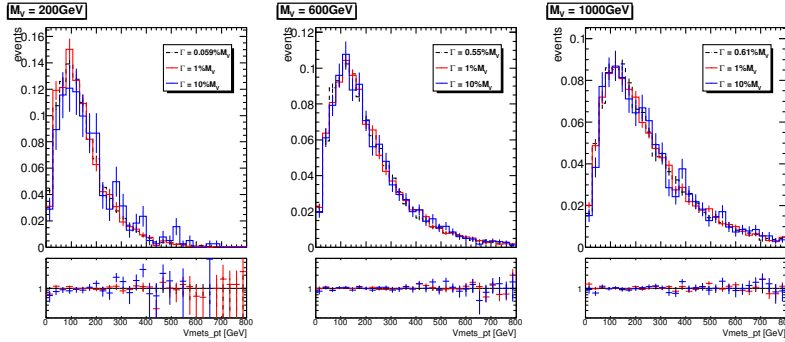 M_V = 200GeV
events
0.16
0.14
0.12
0.1
0.08
0.06
0.04
0.02
0
Γ = 0.059%M_V
Γ = 1%M_V
Γ = 10%M_V
1
0 100 200 300 400 500 600 700 800
Vmets_pt [GeV]
M_V = 600GeV
events
0.12
0.1
0.08
0.06
0.04
0.02
0
Γ = 0.55%M_V
Γ = 1%M_V
Γ = 10%M_V
1
0 100 200 300 400 500 600 700 800
Vmets_pt [GeV]
M_V = 1000GeV
events
0.1
0.08
0.06
0.04
0.02
0
Γ = 0.61%M_V
Γ = 1%M_V
Γ = 10%M_V
1
0 100 200 300 400 500 600 700 800
Vmets_pt [GeV]